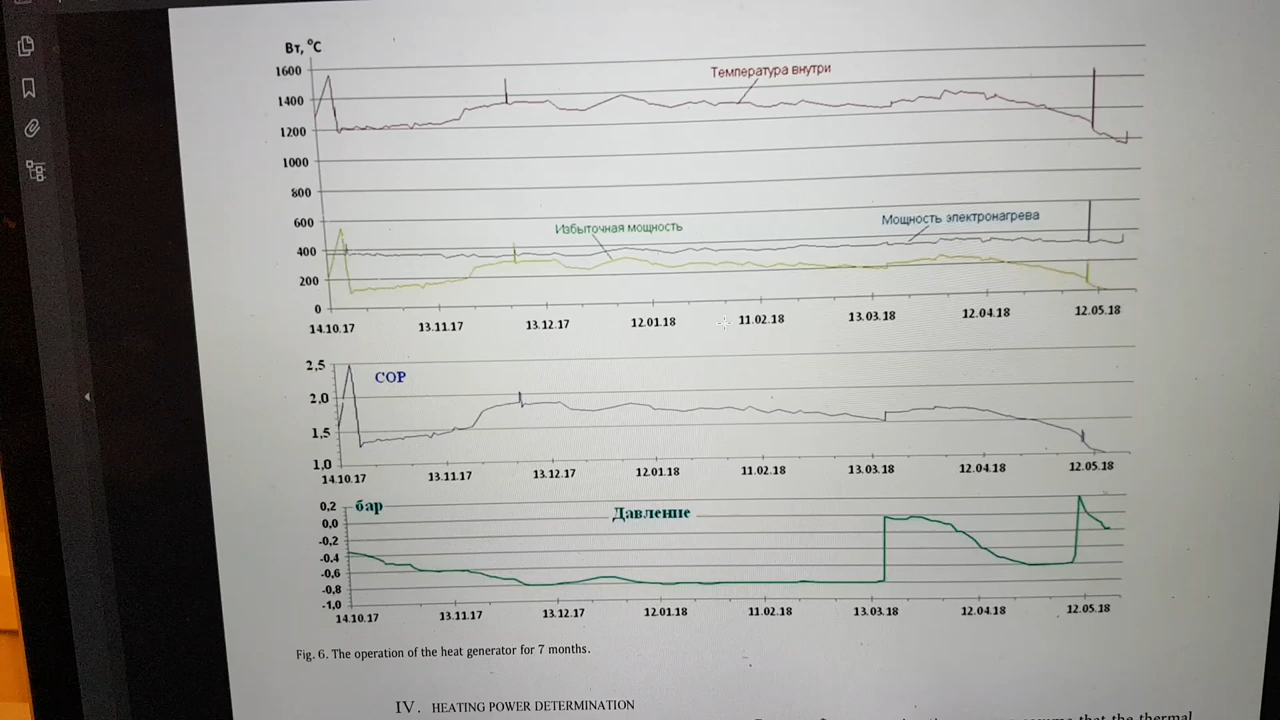 Вт, °С
1600
Температура внутри
1400
1200
1000
800
600
Избыточная мощность
Мощность электронагрева
400
200
0
14.10.17 13.11.17 13.12.17 12.01.18 11.02.18 13.03.18 12.04.18 12.05.18
2,5
COP
2,0
1,5
1,0
14.10.17 13.11.17 13.12.17 12.01.18 11.02.18 13.03.18 12.04.18 12.05.18
0,2 бар
Давление
0,0
-0,2
-0,4
-0,6
-0,8
-1,0
14.10.17 13.11.17 13.12.17 12.01.18 11.02.18 13.03.18 12.04.18 12.05.18
Fig. 6. The operation of the heat generator for 7 months.
IV. HEATING POWER DETERMINATION
that the thermal